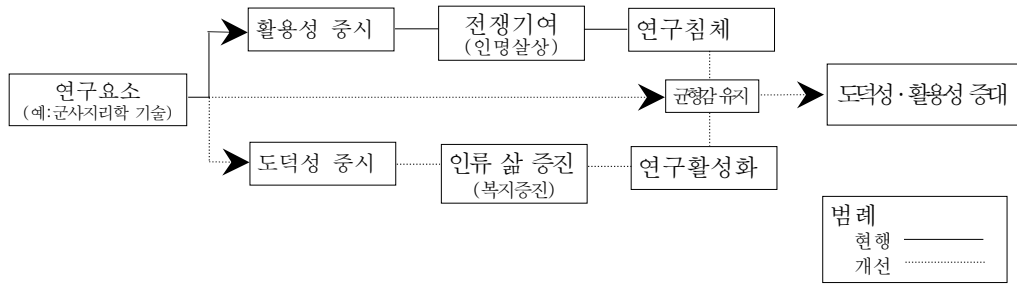 활용성 중시
전쟁기여
(인명살상)
연구침체
연구요소
(예:군사지리학 기술)
균형감 유지
도덕성·활용성 증대
도덕성 중시
인류 삶 증진
(복지증진)
연구활성화
범례
현행
개선